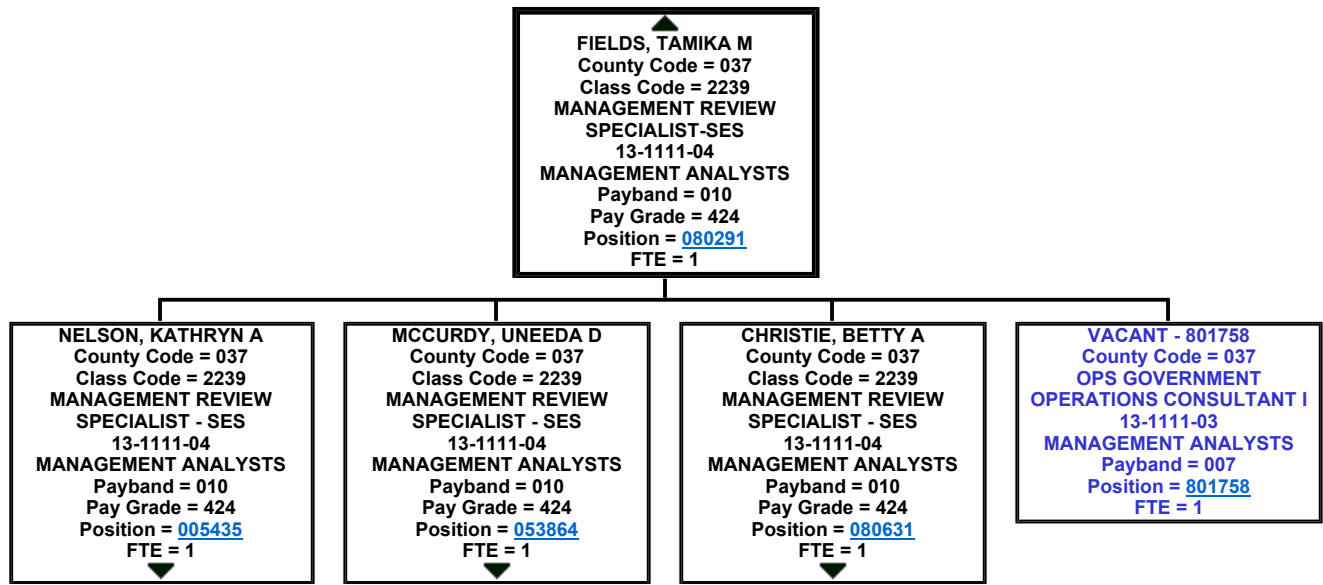 FIELDS, TAMIKA M
County Code = 037
Class Code = 2239
MANAGEMENT REVIEW
SPECIALIST-SES
13-1111-04
MANAGEMENT ANALYSTS
Payband = 010
Pay Grade = 424
Position = 080291
FTE = 1
NELSON, KATHRYN A
County Code = 037
Class Code = 2239
MANAGEMENT REVIEW
SPECIALIST - SES
13-1111-04
MANAGEMENT ANALYSTS
Payband = 010
Pay Grade = 424
Position = 005435
FTE = 1
MCCURDY, UNEEDA D
County Code = 037
Class Code = 2239
MANAGEMENT REVIEW
SPECIALIST - SES
13-1111-04
MANAGEMENT ANALYSTS
Payband = 010
Pay Grade = 424
Position = 053864
FTE = 1
CHRISTIE, BETTY A
County Code = 037
Class Code = 2239
MANAGEMENT REVIEW
SPECIALIST - SES
13-1111-04
MANAGEMENT ANALYSTS
Payband = 010
Pay Grade = 424
Position = 080631
FTE = 1
VACANT - 801758
County Code = 037
OPS GOVERNMENT
OPERATIONS CONSULTANT I
13-1111-03
MANAGEMENT ANALYSTS
Payband = 007
Position = 801758
FTE = 1